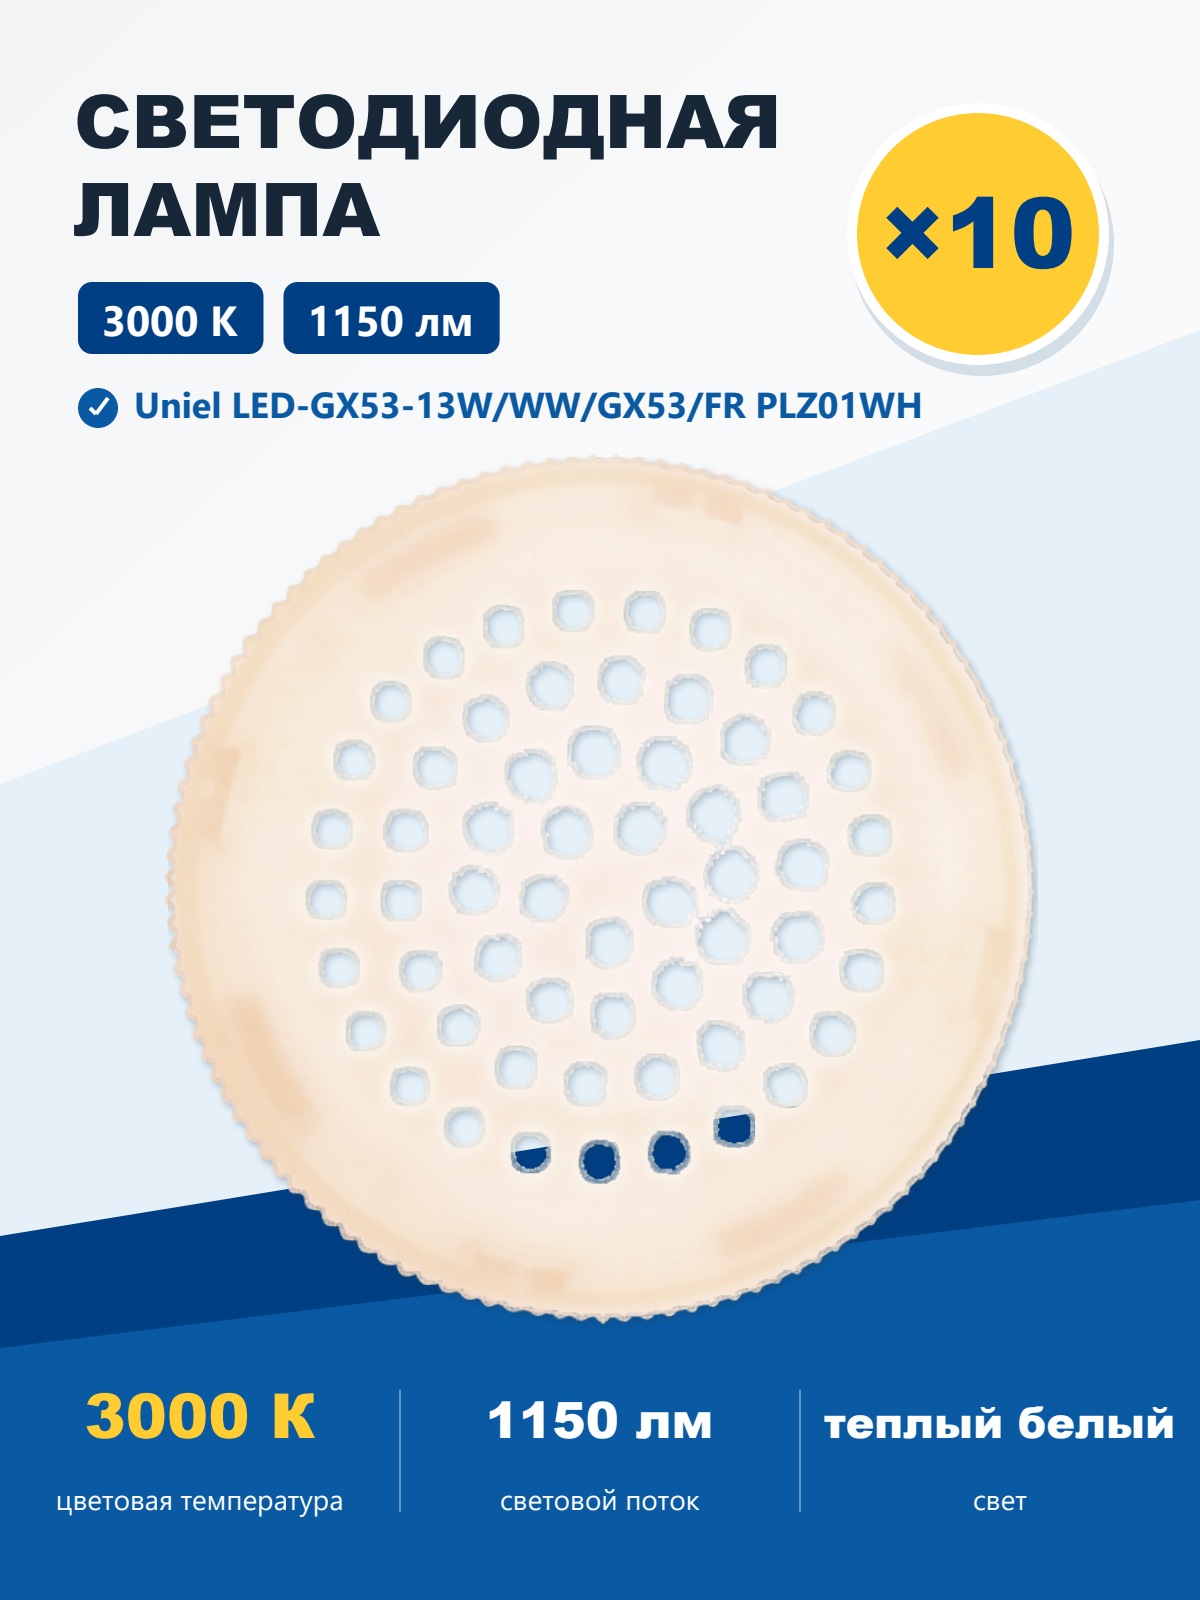 СВЕТОДИОДНАЯ
ЛАМПА
×10
3000 К 1150 лм
Uniel LED-GX53-13W/WW/GX53/FR PLZ01WH
3000 К 1150 лм теплый белый
цветовая температура световой поток свет